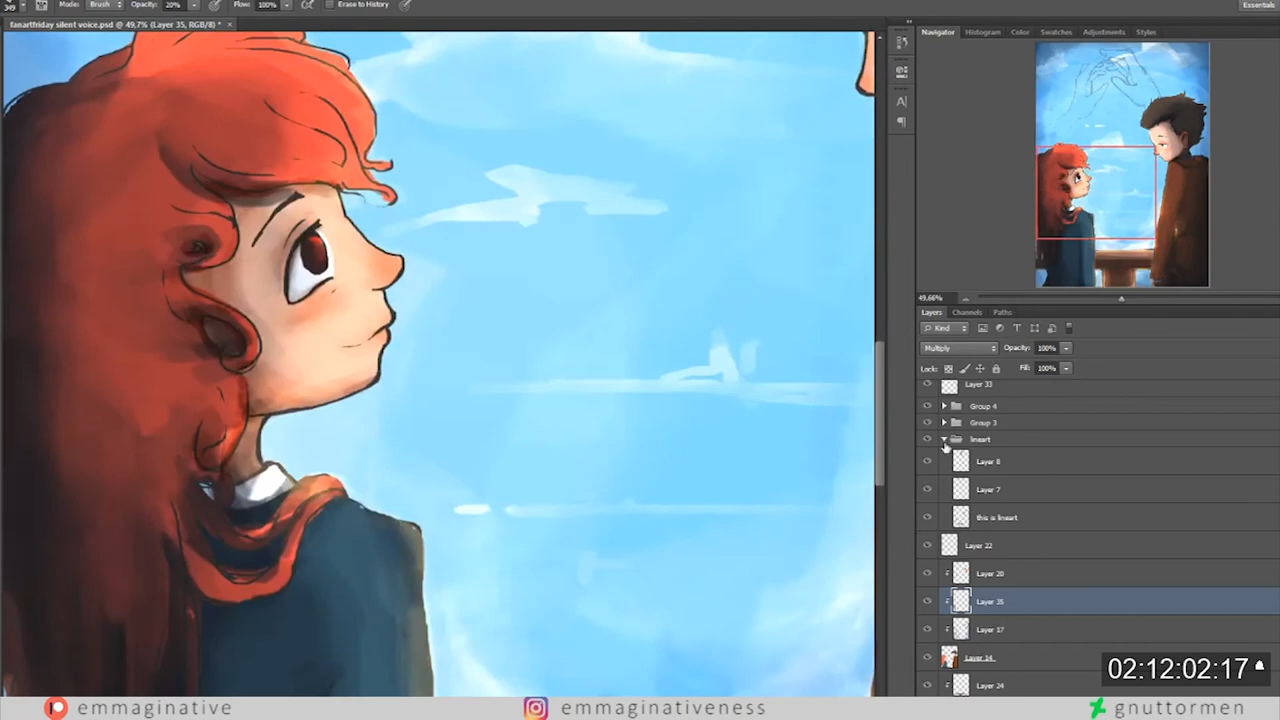 349 Mode: Brush Opacity: 20% Flow: 100% Erase to History Essentials
fanartfriday silent voice.psd @ 49,7% (Layer 35, RGB/8) * ×
Navigator Histogram Color Swatches Adjustments Styles
49.66%
Layers Channels Paths
Kind
Multiply Opacity: 100%
Lock: Fill: 100%
Layer 33
Group 4
Group 3
lineart
Layer 8
Layer 7
this is lineart
Layer 22
Layer 20
Layer 35
Layer 17
Layer 14
Layer 24
02:12:02:17
emmaginative emmaginativeness gnuttormen